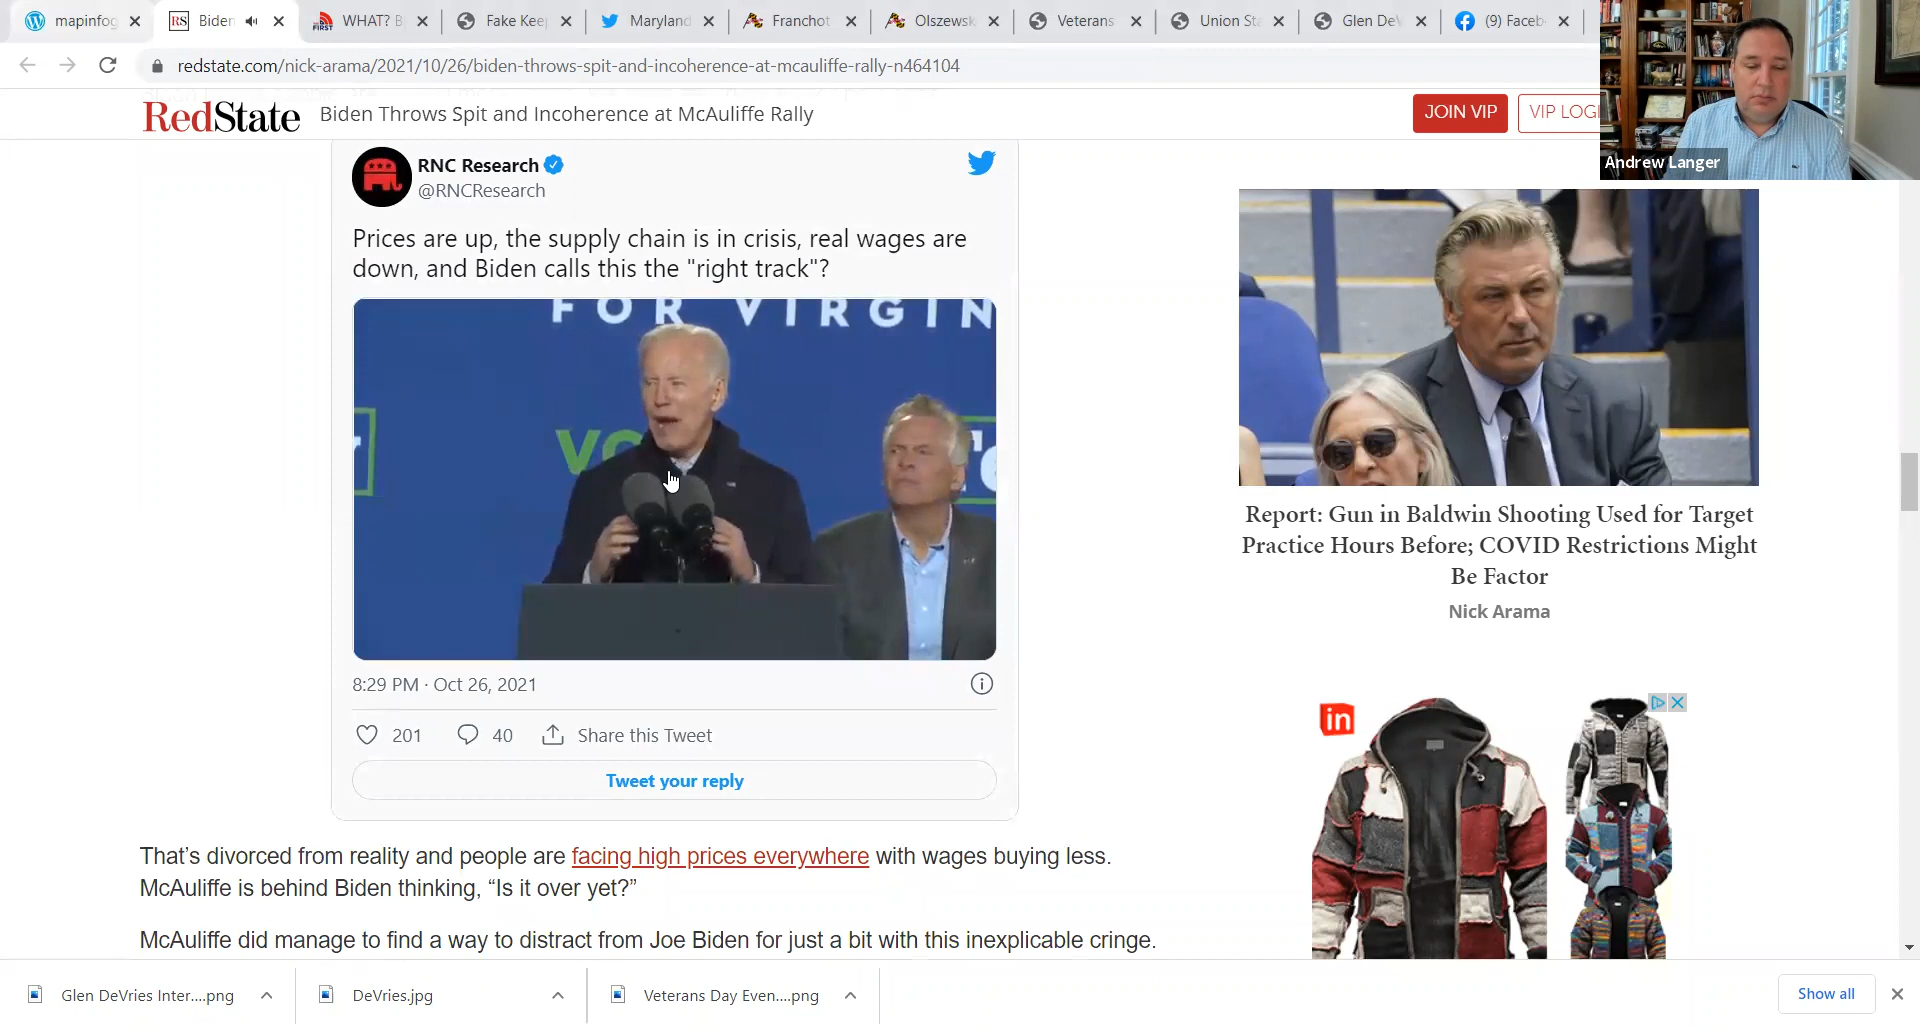 mapinfog
Biden
WHAT? B
Fake Kee
Maryland
Franchot
Olszewsk
Veterans
Union Sta
Glen DeV
(9) Faceb
redstate.com/nick-arama/2021/10/26/biden-throws-spit-and-incoherence-at-mcauliffe-rally-n464104
RedState
Biden Throws Spit and Incoherence at McAuliffe Rally
JOIN VIP
VIP LOGI
Andrew Langer
RNC Research
@RNCResearch
Prices are up, the supply chain is in crisis, real wages are
down, and Biden calls this the "right track"?
FOR VIRGIN
VO
Te
8:29 PM · Oct 26, 2021
201
40
Share this Tweet
Tweet your reply
That’s divorced from reality and people are facing high prices everywhere with wages buying less.
McAuliffe is behind Biden thinking, “Is it over yet?”
McAuliffe did manage to find a way to distract from Joe Biden for just a bit with this inexplicable cringe.
Report: Gun in Baldwin Shooting Used for Target
Practice Hours Before; COVID Restrictions Might
Be Factor
Nick Arama
in
Glen DeVries Inter....png
DeVries.jpg
Veterans Day Even....png
Show all